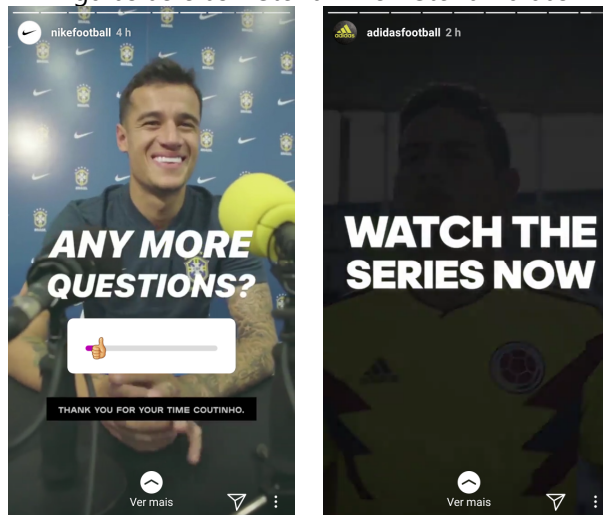 nikefootball 4 h
ANY MORE
QUESTIONS?
THANK YOU FOR YOUR TIME COUTINHO.
Ver mais
adidas
adidasfootball 2 h
WATCH THE
SERIES NOW
Ver mais